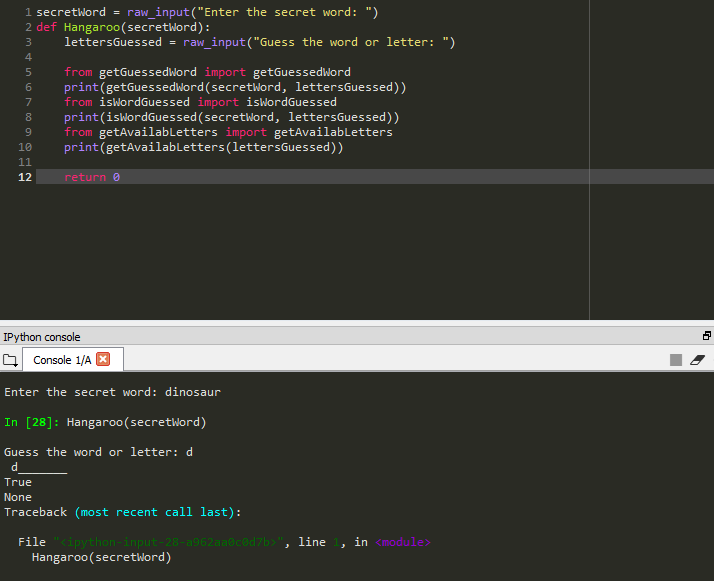 1 secretWord = raw_input("Enter the secret word: ")
2 def Hangaroo(secretWord):
3     lettersGuessed = raw_input("Guess the word or letter: ")
4
5     from getGuessedWord import getGuessedWord
6     print(getGuessedWord(secretWord, lettersGuessed))
7     from isWordGuessed import isWordGuessed
8     print(isWordGuessed(secretWord, lettersGuessed))
9     from getAvailabLetters import getAvailabLetters
10     print(getAvailabLetters(lettersGuessed))
11
12     return 0
IPython console
Console 1/A
Enter the secret word: dinosaur
In [28]: Hangaroo(secretWord)
Guess the word or letter: d
 d_______
True
None
Traceback (most recent call last):
  File "<ipython-input-28-a962aa0c0d7b>", line 1, in <module>
    Hangaroo(secretWord)